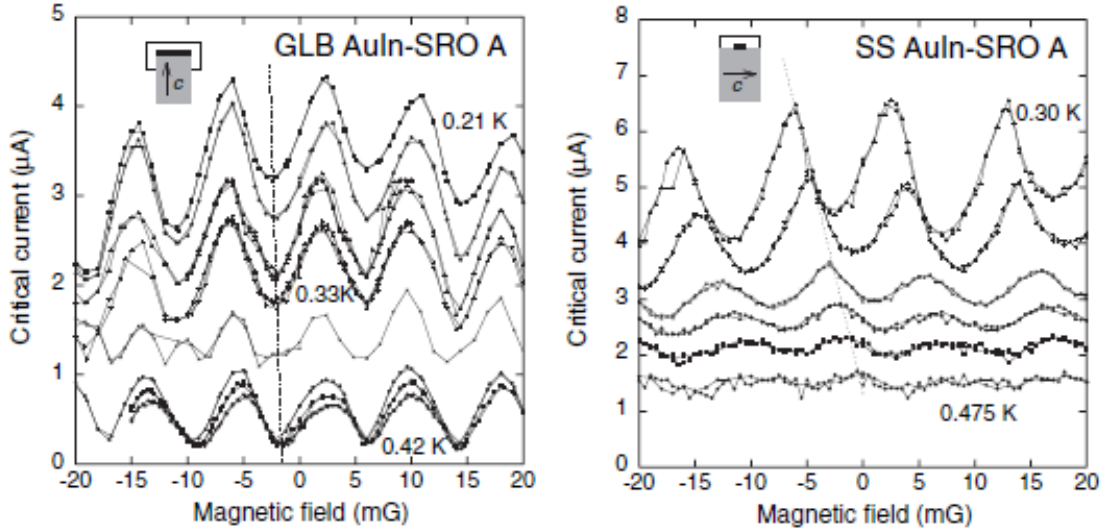 GLB AuIn-SRO A
c
0.21 K
0.33K
0.42 K
Critical current (µA)
5
4
3
2
1
0
-20 -15 -10 -5 0 5 10 15 20
Magnetic field (mG)
SS AuIn-SRO A
c
0.30 K
0.475 K
Critical current (µA)
8
7
6
5
4
3
2
1
0
-20 -15 -10 -5 0 5 10 15 20
Magnetic field (mG)